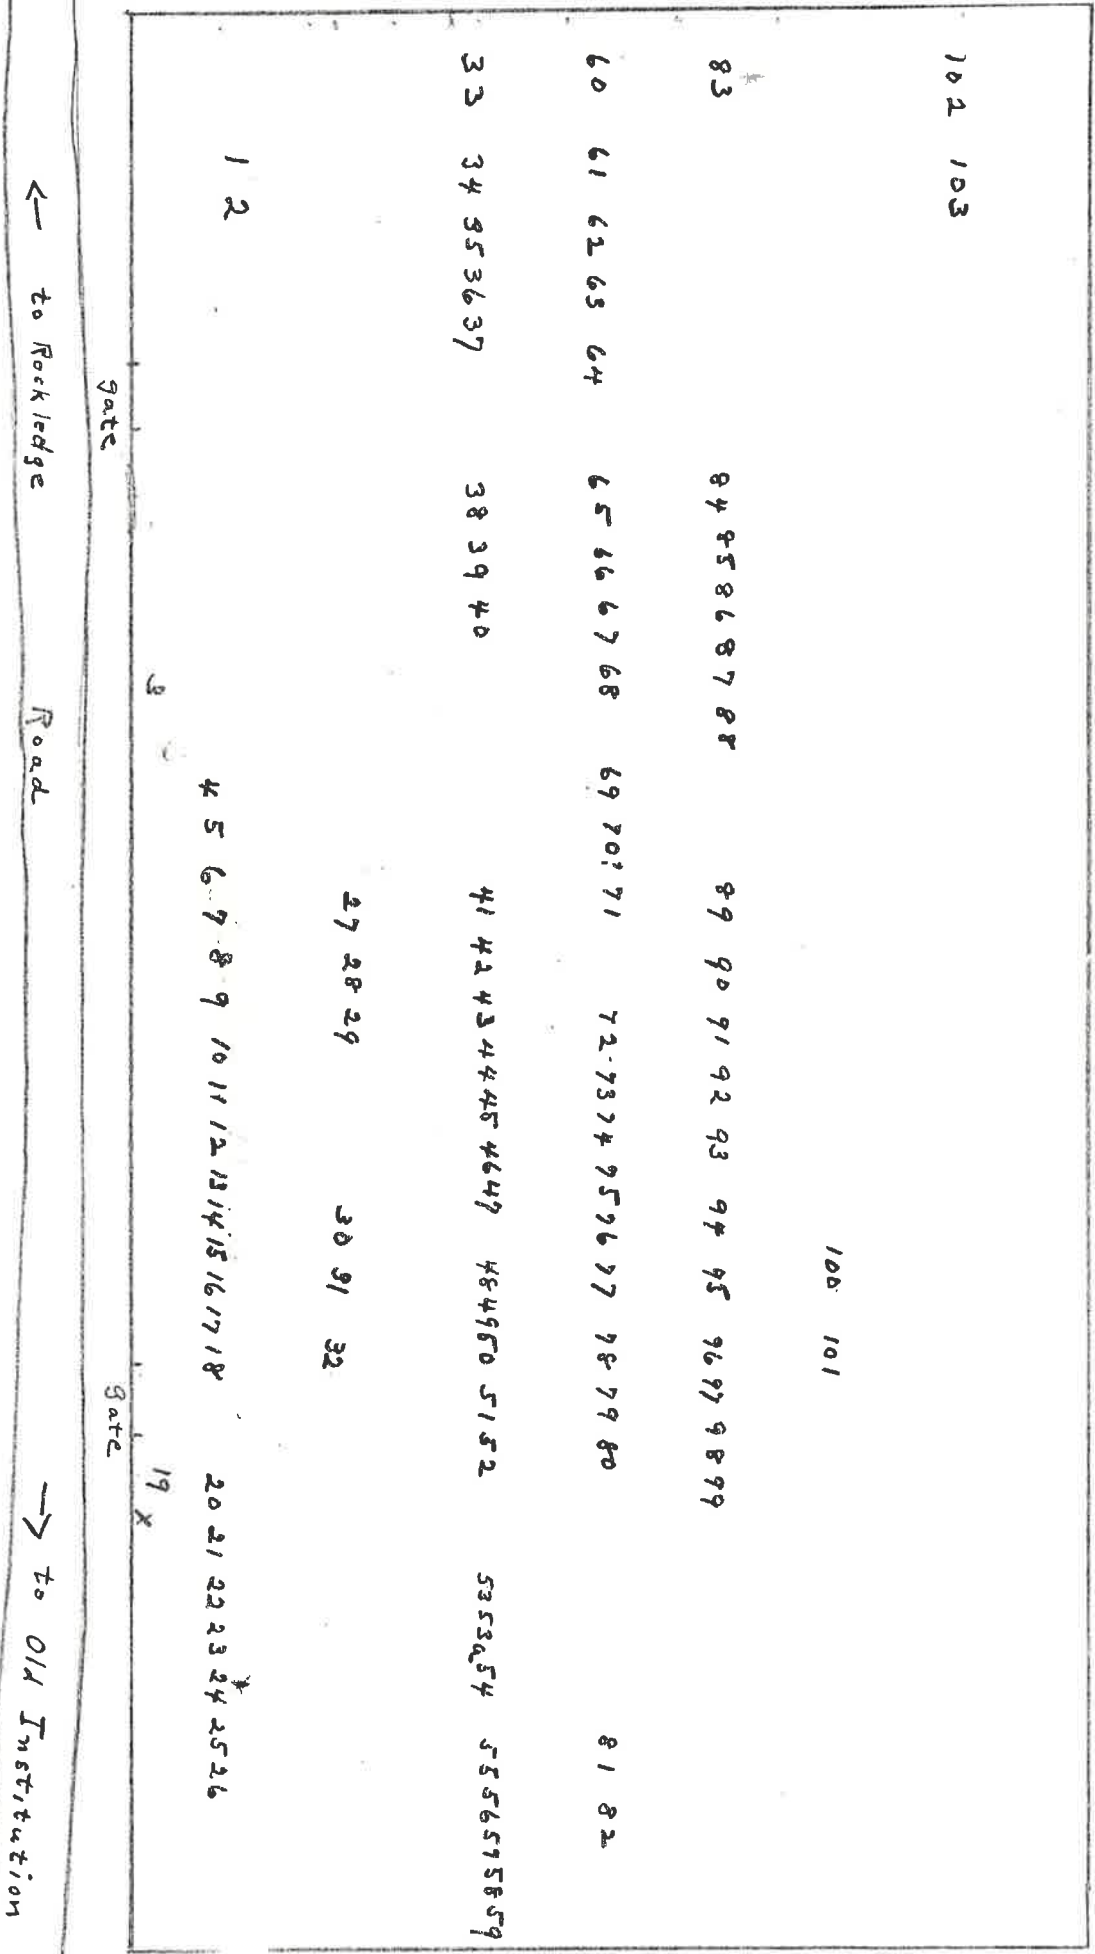 102 103
100 101
83 84 85 86 87 88 89 90 91 92 93 94 95 96 97 98 99
60 61 62 63 64 65 66 67 68 69 70 71 72 73 74 75 76 77 78 79 80 81 82
33 34 35 36 37 38 39 40 41 42 43 44 45 46 47 48 49 50 51 52 53 53a 54 55 56 57 58 59
27 28 29 30 31 32
1 2 4 5 6 7 8 9 10 11 12 13 14 15 16 17 18 20 21 22 23 24 25 26
3 19 x
gate gate
← to Rockledge Road → to Old Institution